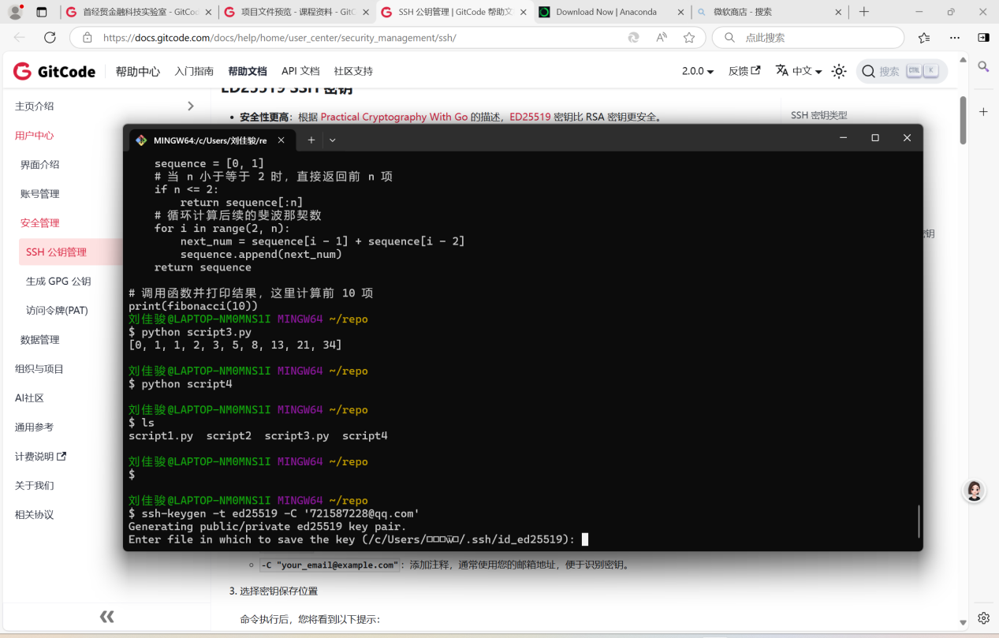 首经贸金融科技实验室 - GitCod
项目文件预览 - 课程资料 - GitC
SSH 公钥管理 | GitCode 帮助文
Download Now | Anaconda
微软商店 - 搜索
https://docs.gitcode.com/docs/help/home/user_center/security_management/ssh/
点此搜索
GitCode
帮助中心
入门指南
帮助文档
API 文档
社区支持
2.0.0
反馈
中文
搜索
CTRL
K
主页介绍
用户中心
界面介绍
账号管理
安全管理
SSH 公钥管理
生成 GPG 公钥
访问令牌(PAT)
数据管理
组织与项目
AI社区
通用参考
计费说明
关于我们
相关协议
ED25519 SSH 密钥
• 安全性更高：根据 Practical Cryptography With Go 的描述，ED25519 密钥比 RSA 密钥更安全。
SSH 密钥类型
密钥
MINGW64:/c/Users/刘佳骏/re
sequence = [0, 1]
# 当 n 小于等于 2 时，直接返回前 n 项
if n <= 2:
return sequence[:n]
# 循环计算后续的斐波那契数
for i in range(2, n):
next_num = sequence[i - 1] + sequence[i - 2]
sequence.append(next_num)
return sequence
# 调用函数并打印结果，这里计算前 10 项
print(fibonacci(10))
刘佳骏@LAPTOP-NM0MNS1I MINGW64 ~/repo
$ python script3.py
[0, 1, 1, 2, 3, 5, 8, 13, 21, 34]
刘佳骏@LAPTOP-NM0MNS1I MINGW64 ~/repo
$ python script4
刘佳骏@LAPTOP-NM0MNS1I MINGW64 ~/repo
$ ls
script1.py  script2  script3.py  script4
刘佳骏@LAPTOP-NM0MNS1I MINGW64 ~/repo
$
刘佳骏@LAPTOP-NM0MNS1I MINGW64 ~/repo
$ ssh-keygen -t ed25519 -C '721587228@qq.com'
Generating public/private ed25519 key pair.
Enter file in which to save the key (/c/Users/□□□w□/.ssh/id_ed25519):
-C "your_email@example.com"：添加注释，通常使用您的邮箱地址，便于识别密钥。
3. 选择密钥保存位置
命令执行后，您将看到以下提示：